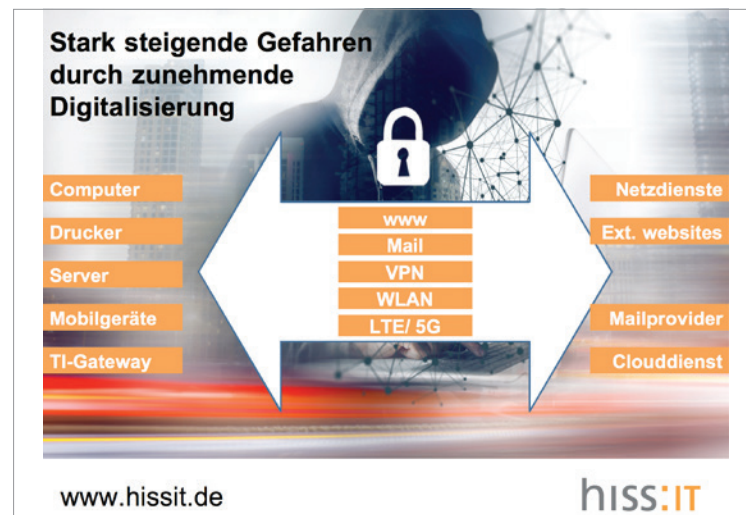 Stark steigende Gefahren
durch zunehmende
Digitalisierung
Computer
Drucker
Server
Mobilgeräte
TI-Gateway
www
Mail
VPN
WLAN
LTE/ 5G
Netzdienste
Ext. websites
Mailprovider
Clouddienst
www.hissit.de
hiss:IT